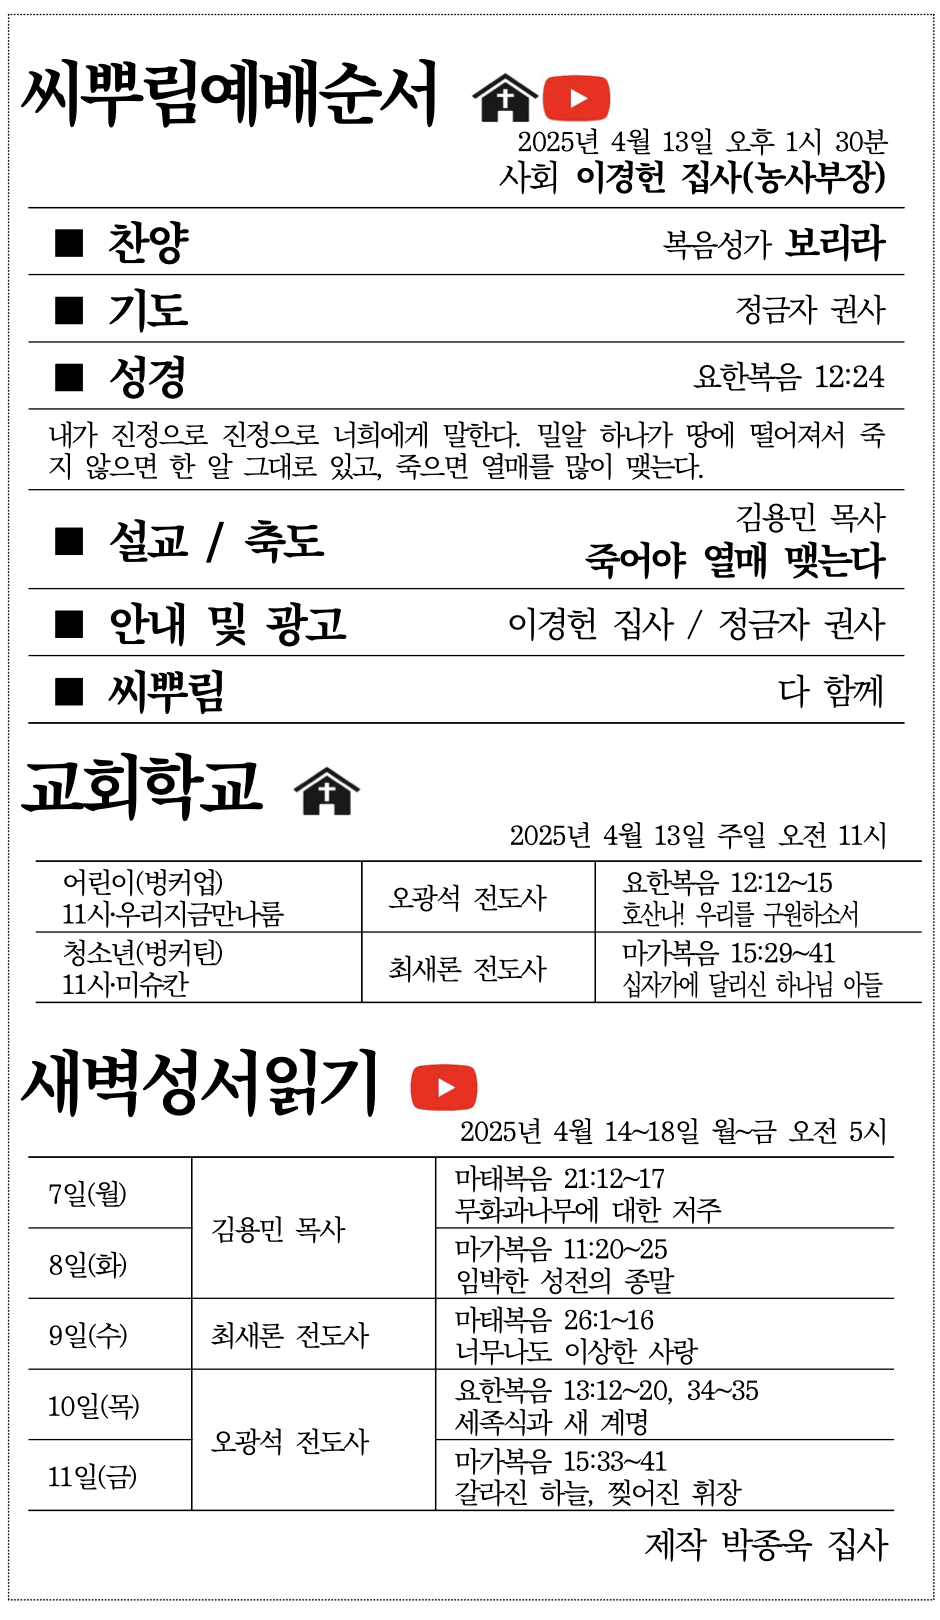 씨뿌림예배순서
2025년 4월 13일 오후 1시 30분
사회 이경헌 집사(농사부장)
■ 찬양 복음성가 보리라
■ 기도 정금자 권사
■ 성경 요한복음 12:24
내가 진정으로 진정으로 너희에게 말한다. 밀알 하나가 땅에 떨어져서 죽
지 않으면 한 알 그대로 있고, 죽으면 열매를 많이 맺는다.
■ 설교 / 축도 김용민 목사
죽어야 열매 맺는다
■ 안내 및 광고 이경헌 집사 / 정금자 권사
■ 씨뿌림 다 함께
교회학교
2025년 4월 13일 주일 오전 11시
어린이(벙커업)
11시·우리지금만나룸
오광석 전도사
요한복음 12:12~15
호산나! 우리를 구원하소서
청소년(벙커틴)
11시·미슈칸
최새론 전도사
마가복음 15:29~41
십자가에 달리신 하나님 아들
새벽성서읽기
2025년 4월 14~18일 월~금 오전 5시
7일(월)
김용민 목사
마태복음 21:12~17
무화과나무에 대한 저주
8일(화)
마가복음 11:20~25
임박한 성전의 종말
9일(수)
최새론 전도사
마태복음 26:1~16
너무나도 이상한 사랑
10일(목)
오광석 전도사
요한복음 13:12~20, 34~35
세족식과 새 계명
11일(금)
마가복음 15:33~41
갈라진 하늘, 찢어진 휘장
제작 박종욱 집사